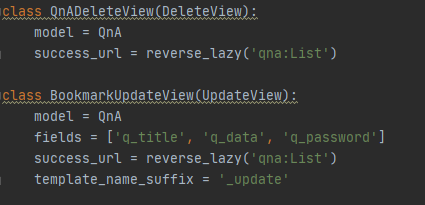 class QnADeleteView(DeleteView):
    model = QnA
    success_url = reverse_lazy('qna:List')
class BookmarkUpdateView(UpdateView):
    model = QnA
    fields = ['q_title', 'q_data', 'q_password']
    success_url = reverse_lazy('qna:List')
    template_name_suffix = '_update'